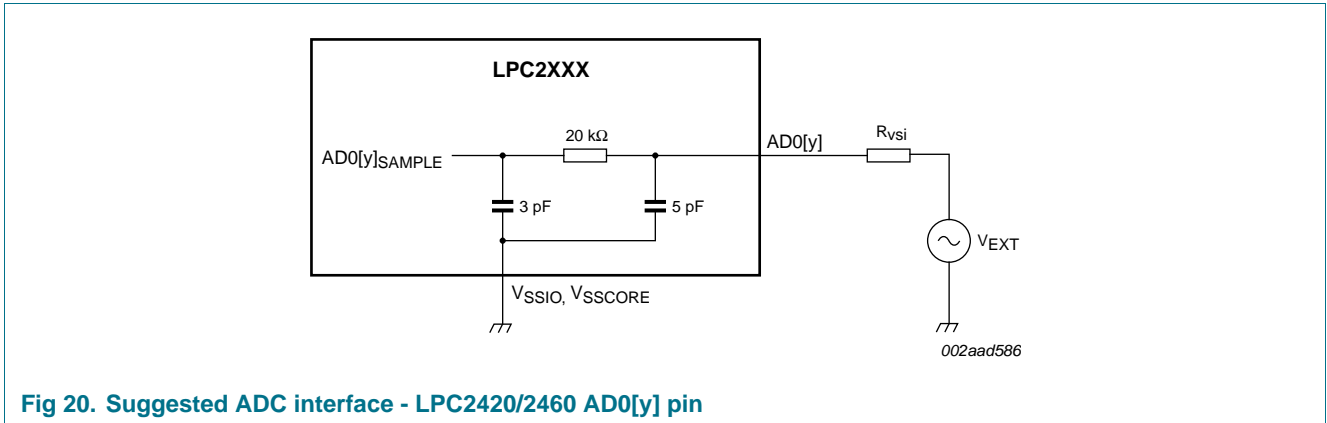 LPC2XXX
20 kΩ
AD0[y]
Rvsi
AD0[y]SAMPLE
3 pF
5 pF
VEXT
VSSIO, VSSCORE
002aad586
Fig 20. Suggested ADC interface - LPC2420/2460 AD0[y] pin